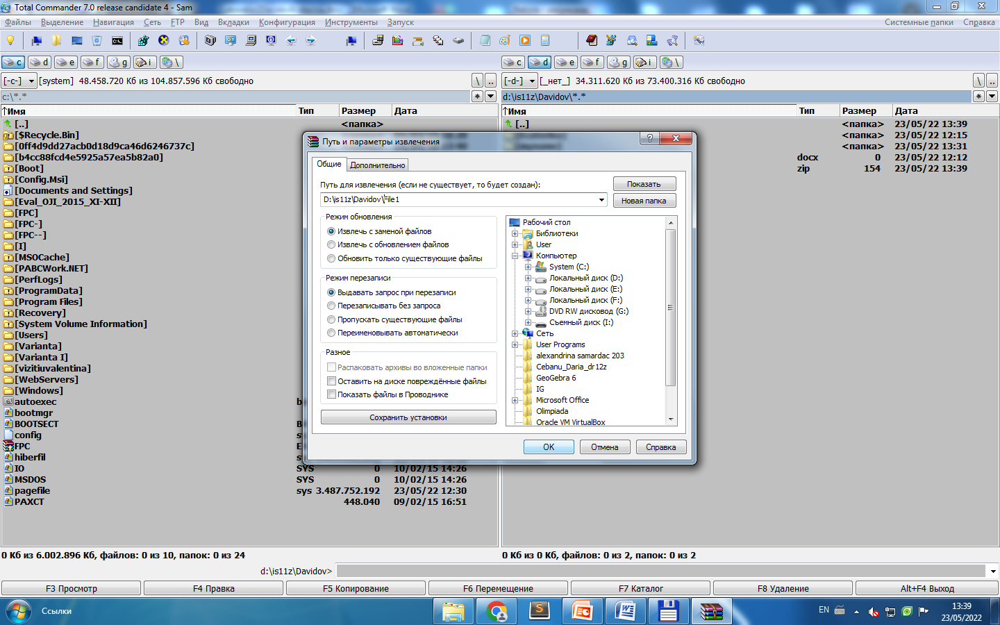 Total Commander 7.0 release candidate 4 - Sam
Файлы Выделение Навигация Сеть FTP Вид Вкладки Конфигурация Инструменты Запуск Системные папки Справка
c d e f g i \ c d e f g i \
[-c-] [system] 48.458.720 Кб из 104.857.596 Кб свободно \ .. [-d-] [_нет_] 34.311.620 Кб из 73.400.316 Кб свободно \ ..
c:\*.* * d:\is11z\Davidov\*.* *
↑Имя Тип Размер Дата ↑Имя Тип Размер Дата
[..] <папка> [..] <папка> 23/05/22 13:39
[$Recycle.Bin] <папка> 23/05/22 12:15
[0ff4d9dd27acb0d18d9ca46d6246737c] <папка> 23/05/22 13:31
[b4cc88fcd4e5925a57ea5b82a0] docx 0 23/05/22 12:12
[Boot] zip 154 23/05/22 13:39
[Config.Msi]
[Documents and Settings]
[Eval_OJI_2015_XI-XII]
[FPC]
[FPC-]
[FPC--]
[I]
[MSOCache]
[PABCWork.NET]
[PerfLogs]
[ProgramData]
[Program Files]
[Recovery]
[System Volume Information]
[Users]
[Varianta]
[Varianta I]
[vizitiuvalentina]
[WebServers]
[Windows]
autoexec
bootmgr
BOOTSECT
config
FPC
hiberfil
IO SYS 0 10/02/15 14:26
MSDOS SYS 0 10/02/15 14:26
pagefile sys 3.487.752.192 23/05/22 12:30
PAXCT 448.040 09/02/15 16:51
Путь и параметры извлечения
Общие Дополнительно
Путь для извлечения (если не существует, то будет создан):
D:\is11z\Davidov\File1
Показать
Новая папка
Режим обновления
Извлечь с заменой файлов
Извлечь с обновлением файлов
Обновить только существующие файлы
Режим перезаписи
Выдавать запрос при перезаписи
Перезаписывать без запроса
Пропускать существующие файлы
Переименовывать автоматически
Разное
Распаковать архивы во вложенные папки
Оставить на диске повреждённые файлы
Показать файлы в Проводнике
Сохранить установки
Рабочий стол
Библиотеки
User
Компьютер
System (C:)
Локальный диск (D:)
Локальный диск (E:)
Локальный диск (F:)
DVD RW дисковод (G:)
Съемный диск (I:)
Сеть
User Programs
alexandrina samardac 203
Cebanu_Daria_dr12z
GeoGebra 6
IG
Microsoft Office
Olimpiada
Oracle VM VirtualBox
OK Отмена Справка
0 Кб из 6.002.896 Кб, файлов: 0 из 10, папок: 0 из 24 0 Кб из 0 Кб, файлов: 0 из 2, папок: 0 из 2
d:\is11z\Davidov>
F3 Просмотр F4 Правка F5 Копирование F6 Перемещение F7 Каталог F8 Удаление Alt+F4 Выход
Ссылки EN 13:39
23/05/2022